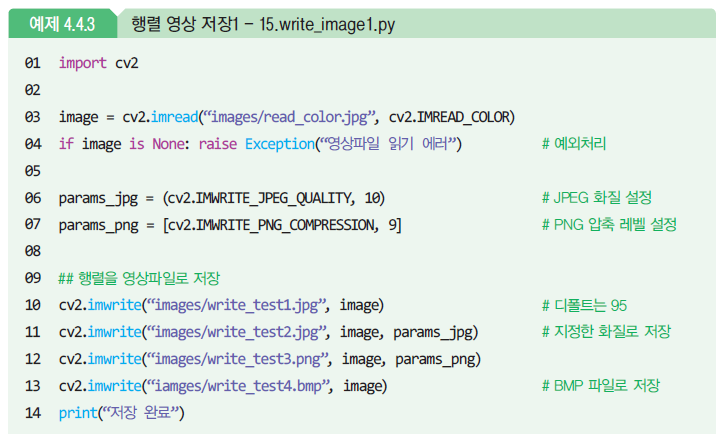 예제 4.4.3 행렬 영상 저장1 – 15.write_image1.py
01 import cv2
02
03 image = cv2.imread(“images/read_color.jpg”, cv2.IMREAD_COLOR)
04 if image is None: raise Exception(“영상파일 읽기 에러”) # 예외처리
05
06 params_jpg = (cv2.IMWRITE_JPEG_QUALITY, 10) # JPEG 화질 설정
07 params_png = [cv2.IMWRITE_PNG_COMPRESSION, 9] # PNG 압축 레벨 설정
08
09 ## 행렬을 영상파일로 저장
10 cv2.imwrite(“images/write_test1.jpg”, image) # 디폴트는 95
11 cv2.imwrite(“images/write_test2.jpg”, image, params_jpg) # 지정한 화질로 저장
12 cv2.imwrite(“images/write_test3.png”, image, params_png)
13 cv2.imwrite(“iamges/write_test4.bmp”, image) # BMP 파일로 저장
14 print(“저장 완료”)